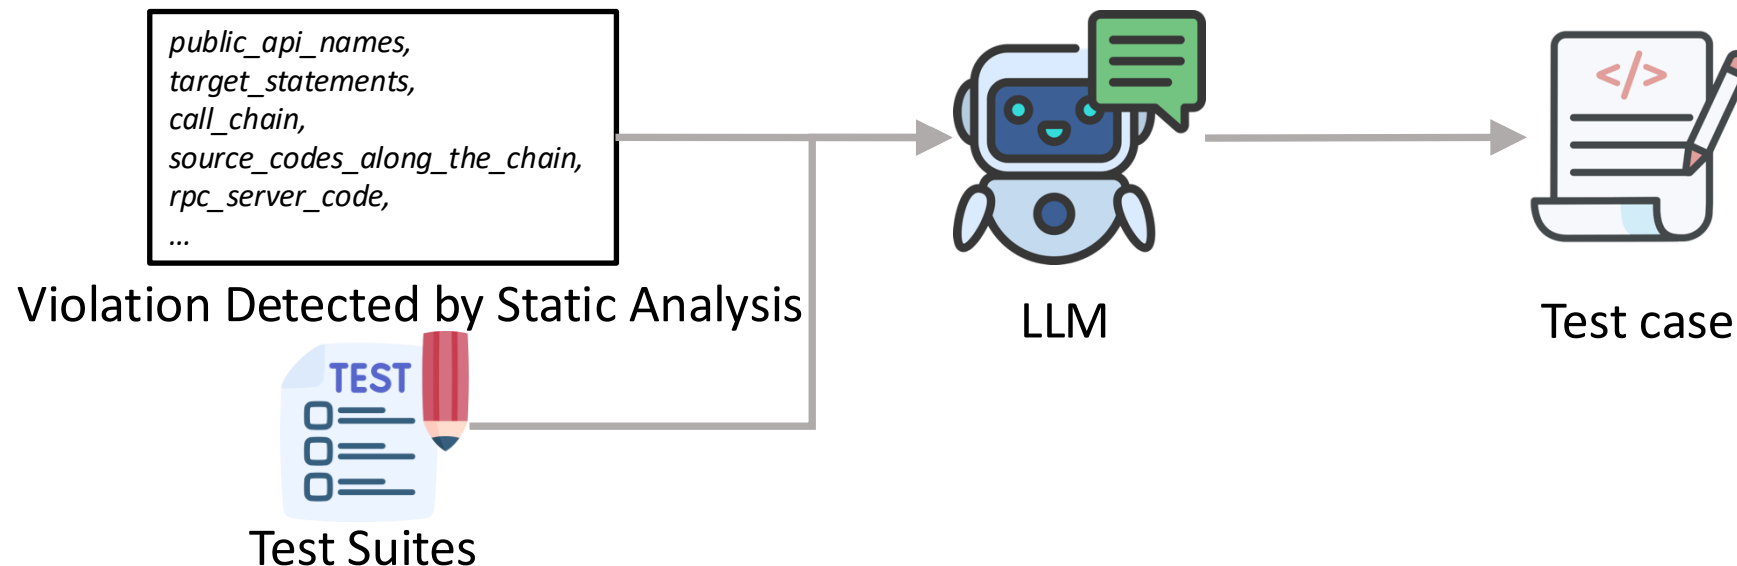 public_api_names,
target_statements,
call_chain,
source_codes_along_the_chain,
rpc_server_code,
...
Violation Detected by Static Analysis
TEST
Test Suites
LLM
</>
Test case